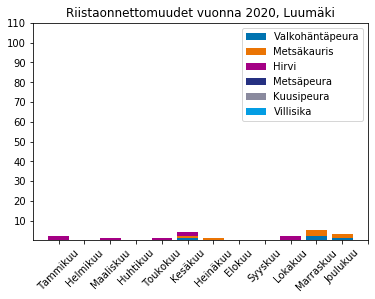 Riistaonnettomuudet vuonna 2020, Luumäki
110
100
90
80
70
60
50
40
30
20
10
Valkohäntäpeura
Metsäkauris
Hirvi
Metsäpeura
Kuusipeura
Villisika
Tammikuu
Helmikuu
Maaliskuu
Huhtikuu
Toukokuu
Kesäkuu
Heinäkuu
Elokuu
Syyskuu
Lokakuu
Marraskuu
Joulukuu